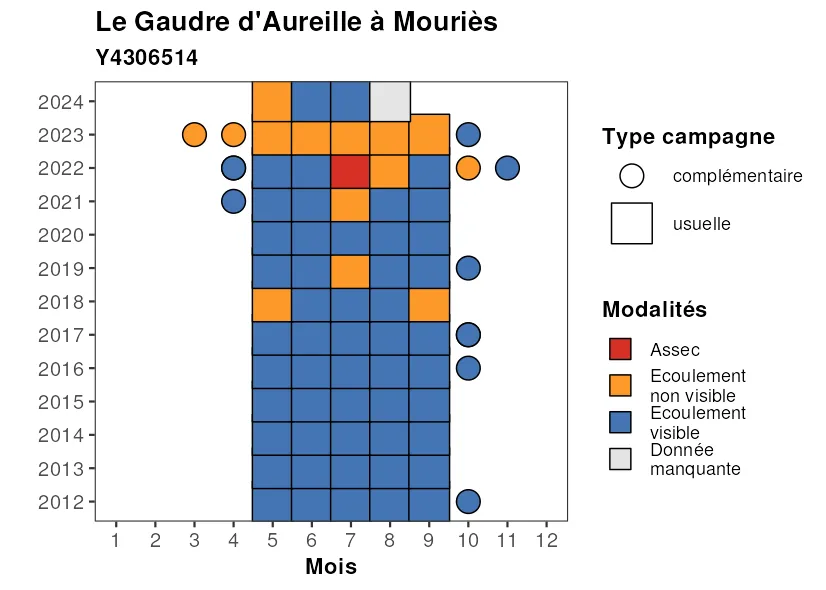 Le Gaudre d'Aureille à Mouriès
Y4306514
2024
2023
2022
2021
2020
2019
2018
2017
2016
2015
2014
2013
2012
1 2 3 4 5 6 7 8 9 10 11 12
Mois
Type campagne
complémentaire
usuelle
Modalités
Assec
Ecoulement
non visible
Ecoulement
visible
Donnée
manquante